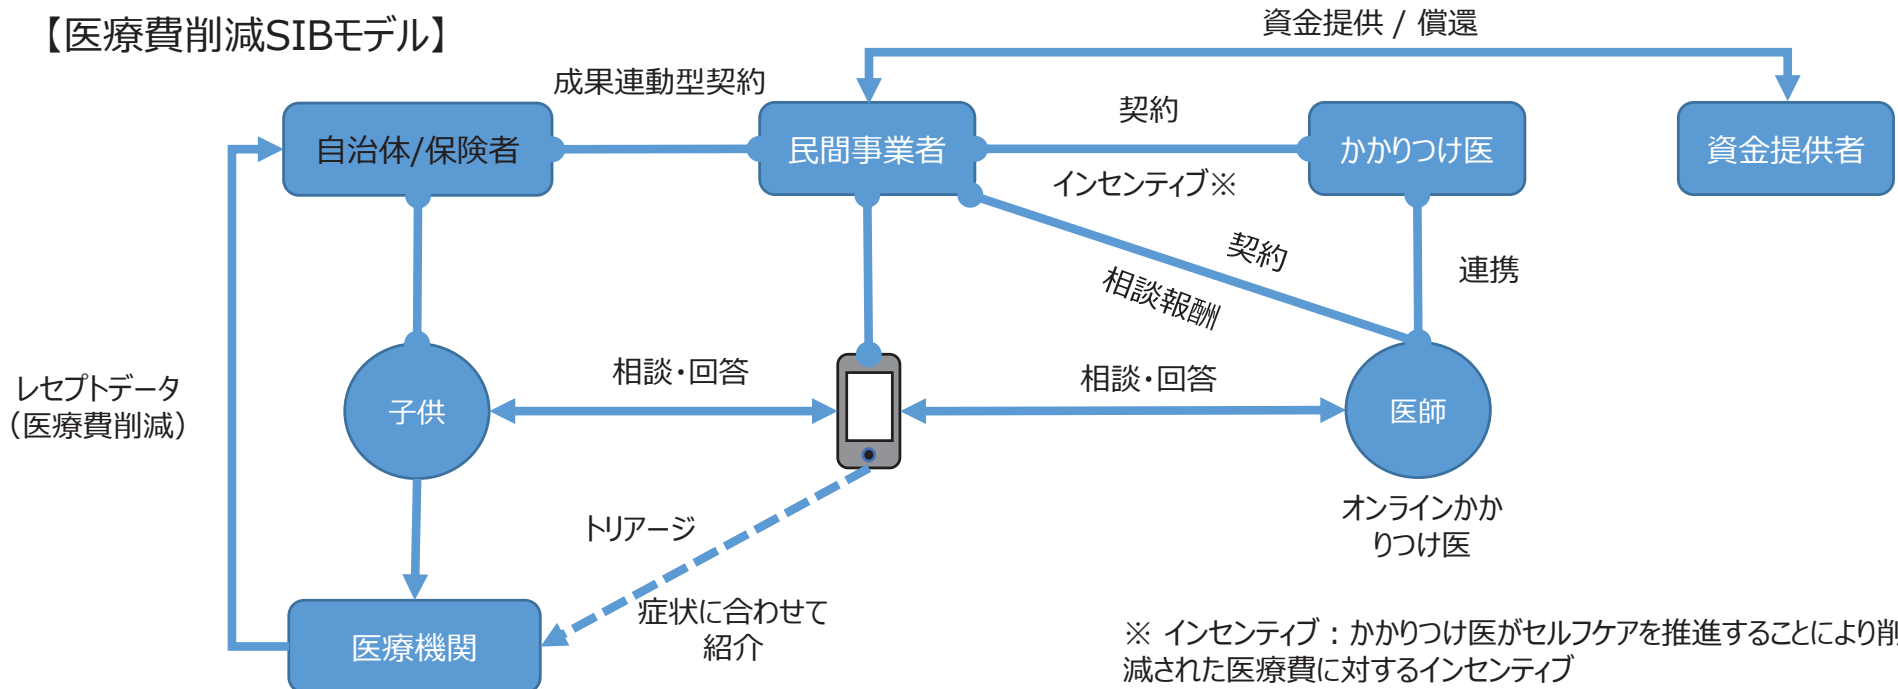 【医療費削減SIBモデル】
資金提供 / 償還
成果連動型契約
契約
自治体/保険者
民間事業者
かかりつけ医
資金提供者
インセンティブ※
契約
相談報酬
連携
レセプトデータ
（医療費削減）
子供
相談・回答
相談・回答
医師
オンラインかか
りつけ医
トリアージ
症状に合わせて
紹介
医療機関
※ インセンティブ：かかりつけ医がセルフケアを推進することにより削
減された医療費に対するインセンティブ